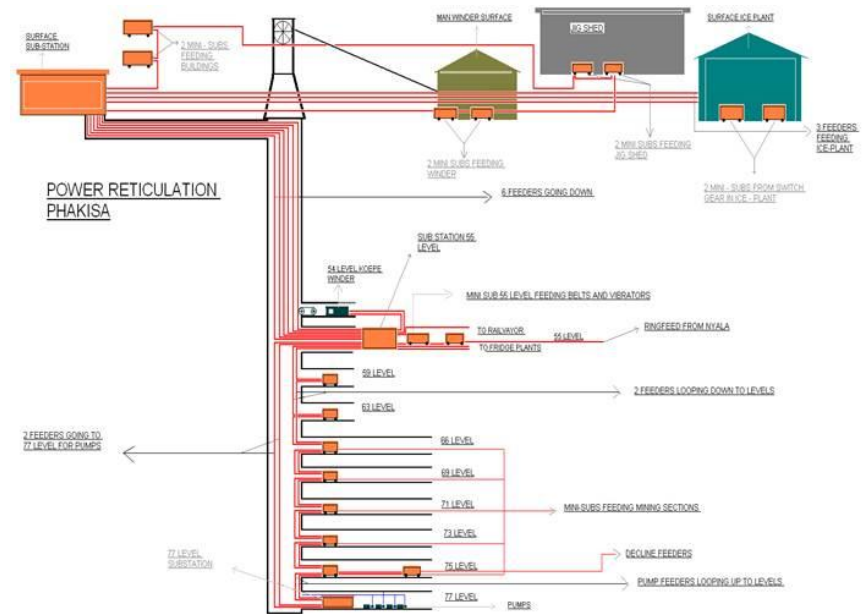 MAN WINDER SURFACE
SURFACE ICE PLANT
SURFACE
SUB-STATION
2 MINI - SUBS
FEEDING
BUILDINGS
JIG SHED
3 FEEDERS
FEEDING
ICE-PLANT
2 MINI SUBS FEEDING
WINDER
2 MINI SUBS FEEDING
JIG SHED
2 MINI - SUBS FROM SWITCH
GEAR IN ICE - PLANT
POWER RETICULATION
PHAKISA
6 FEEDERS GOING DOWN
SUB STATION 55
LEVEL
54 LEVEL KOEPE
WINDER
MINI SUB 55 LEVEL FEEDING BELTS AND VIBRATORS
TO RAILVAYOR
55 LEVEL
RINGFEED FROM NYALA
TO FRIDGE PLANTS
59 LEVEL
2 FEEDERS LOOPING DOWN TO LEVELS
63 LEVEL
2 FEEDERS GOING TO
77 LEVEL FOR PUMPS
66 LEVEL
69 LEVEL
71 LEVEL
MINI-SUBS FEEDING MINING SECTIONS
73 LEVEL
77 LEVEL
SUBSTATION
75 LEVEL
DECLINE FEEDERS
PUMP FEEDERS LOOPING UP TO LEVELS
77 LEVEL
PUMPS